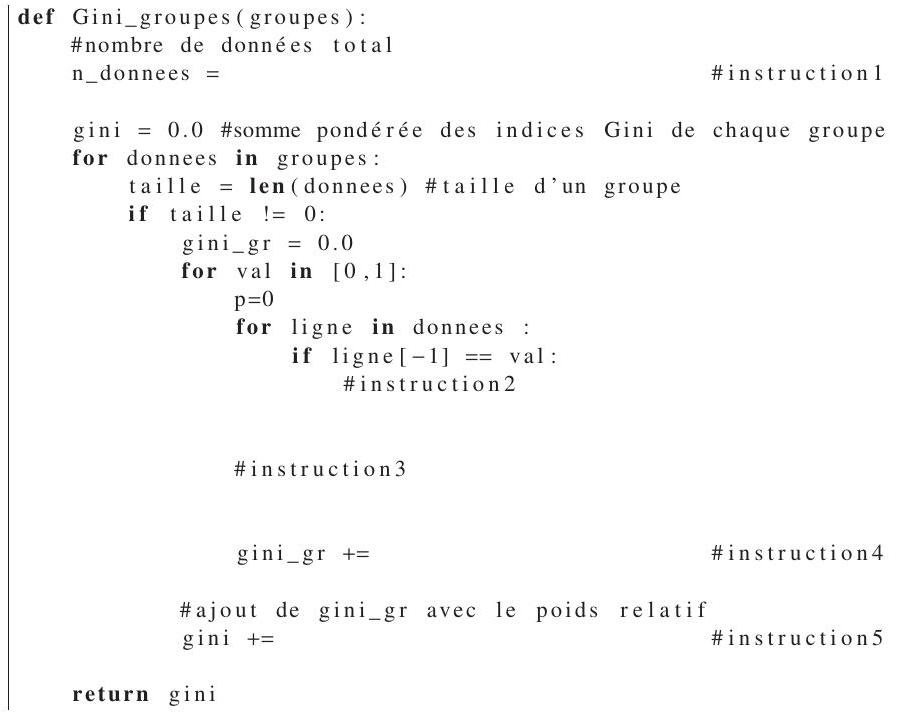 def Gini_groupes(groupes):
#nombre de données total
n_donnees = #instruction1
gini = 0.0 #somme pondérée des indices Gini de chaque groupe
for donnees in groupes:
taille = len(donnees) #taille d'un groupe
if taille != 0:
gini_gr = 0.0
for val in [0,1]:
p=0
for ligne in donnees :
if ligne[-1] == val:
#instruction2
#instruction3
gini_gr += #instruction4
#ajout de gini_gr avec le poids relatif
gini += #instruction5
return gini